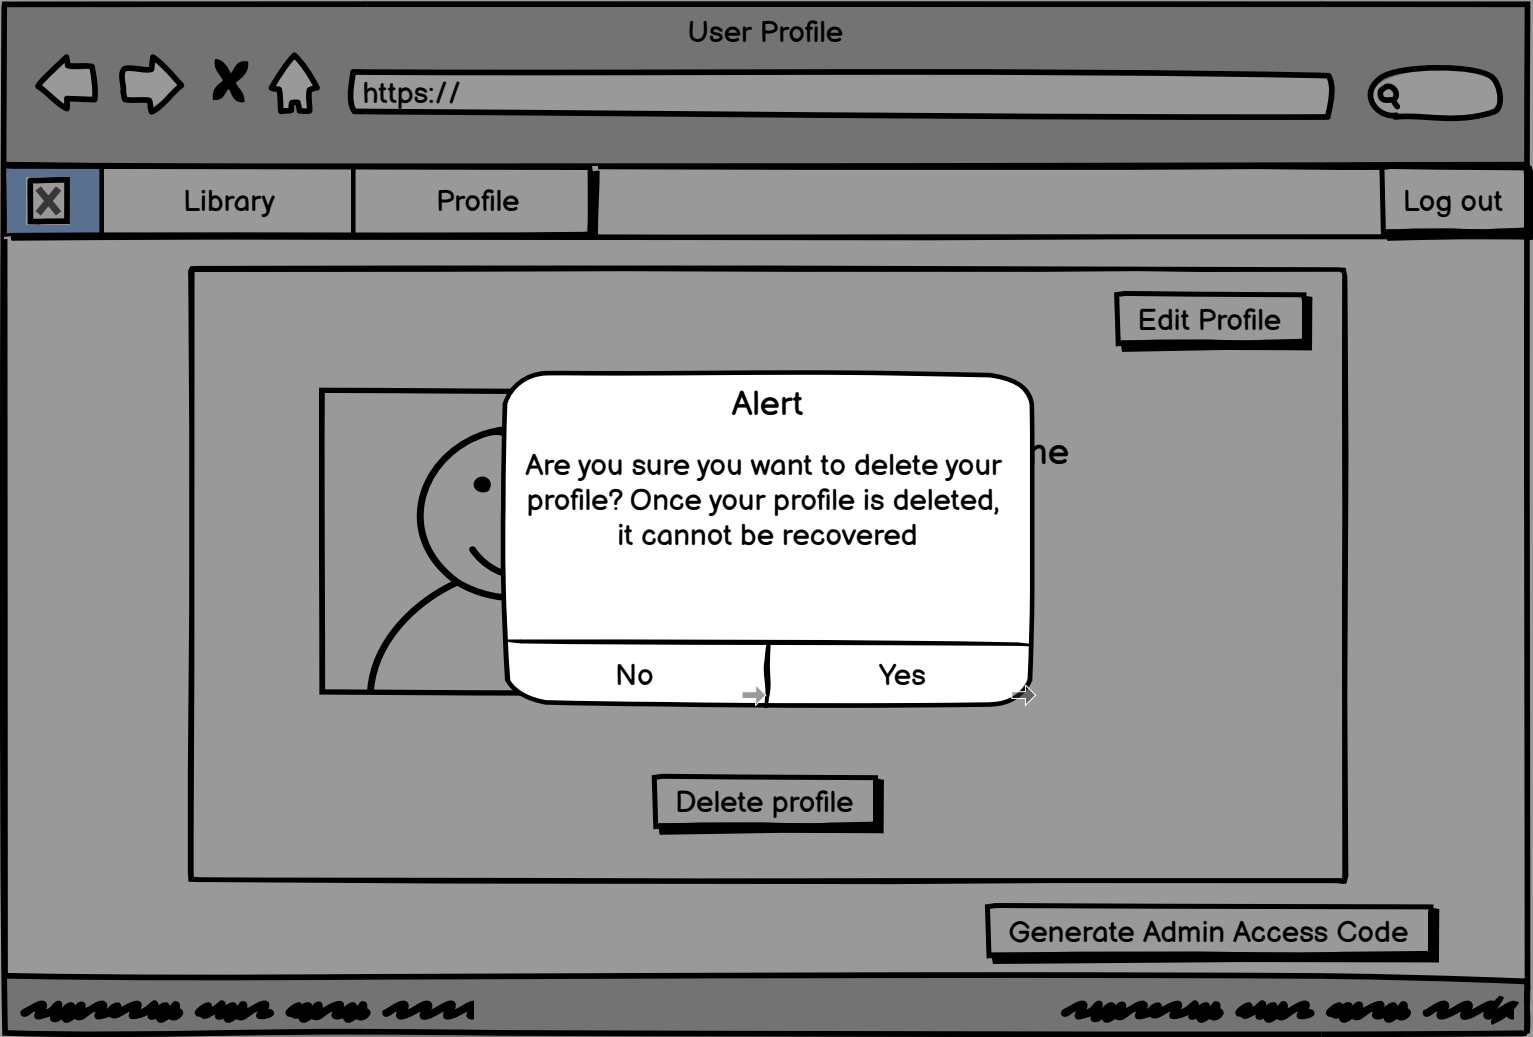 User Profile
https://
Library
Profile
Log out
Edit Profile
Alert
Are you sure you want to delete your
profile? Once your profile is deleted,
it cannot be recovered
No
Yes
Delete profile
Generate Admin Access Code